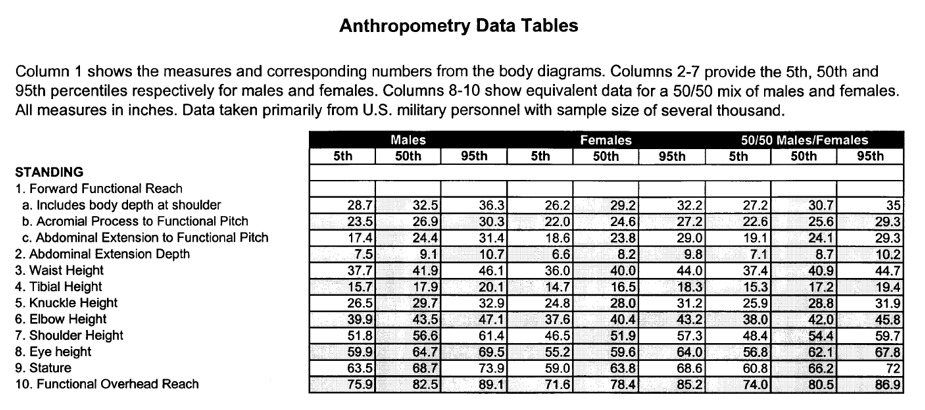 Anthropometry Data Tables
Column 1 shows the measures and corresponding numbers from the body diagrams. Columns 2-7 provide the 5th, 50th and
95th percentiles respectively for males and females. Columns 8-10 show equivalent data for a 50/50 mix of males and females.
All measures in inches. Data taken primarily from U.S. military personnel with sample size of several thousand.
Males Females 50/50 Males/Females
5th 50th 95th 5th 50th 95th 5th 50th 95th
STANDING
1. Forward Functional Reach
a. Includes body depth at shoulder 28.7 32.5 36.3 26.2 29.2 32.2 27.2 30.7 35
b. Acromial Process to Functional Pitch 23.5 26.9 30.3 22.0 24.6 27.2 22.6 25.6 29.3
c. Abdominal Extension to Functional Pitch 17.4 24.4 31.4 18.6 23.8 29.0 19.1 24.1 29.3
2. Abdominal Extension Depth 7.5 9.1 10.7 6.6 8.2 9.8 7.1 8.7 10.2
3. Waist Height 37.7 41.9 46.1 36.0 40.0 44.0 37.4 40.9 44.7
4. Tibial Height 15.7 17.9 20.1 14.7 16.5 18.3 15.3 17.2 19.4
5. Knuckle Height 26.5 29.7 32.9 24.8 28.0 31.2 25.9 28.8 31.9
6. Elbow Height 39.9 43.5 47.1 37.6 40.4 43.2 38.0 42.0 45.8
7. Shoulder Height 51.8 56.6 61.4 46.5 51.9 57.3 48.4 54.4 59.7
8. Eye height 59.9 64.7 69.5 55.2 59.6 64.0 56.8 62.1 67.8
9. Stature 63.5 68.7 73.9 59.0 63.8 68.6 60.8 66.2 72
10. Functional Overhead Reach 75.9 82.5 89.1 71.6 78.4 85.2 74.0 80.5 86.9